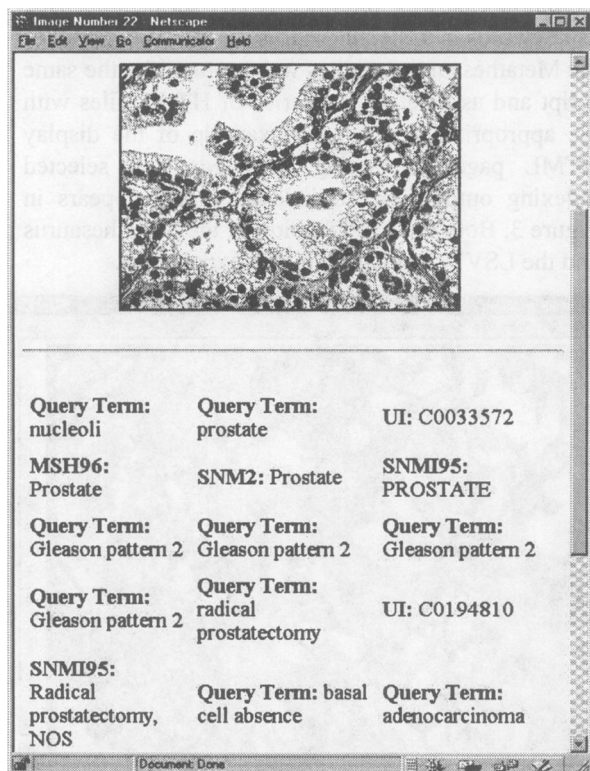 Image Number 22 - Netscape
File Edit View Go Communicator Help
Query Term: nucleoli
Query Term: prostate
UI: C0033572
MSH96: Prostate
SNM2: Prostate
SNMI95: PROSTATE
Query Term: Gleason pattern 2
Query Term: Gleason pattern 2
Query Term: Gleason pattern 2
Query Term: Gleason pattern 2
Query Term: radical prostatectomy
UI: C0194810
SNMI95: Radical prostatectomy, NOS
Query Term: basal cell absence
Query Term: adenocarcinoma
Document: Done